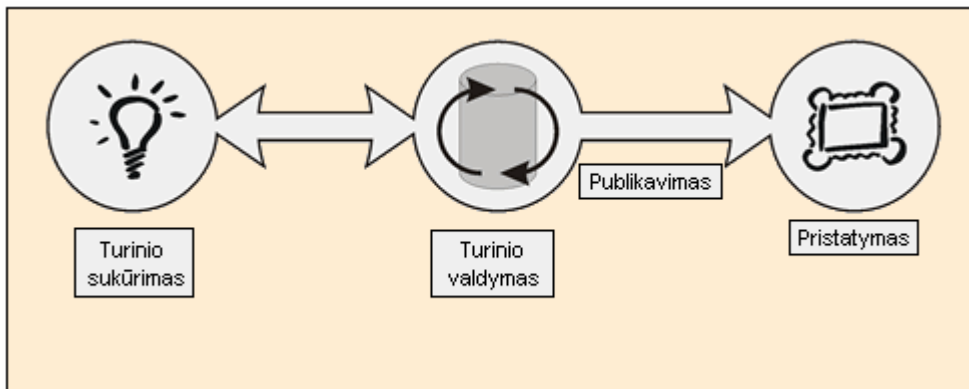 Turinio
sukūrimas
Turinio
valdymas
Publikavimas
Pristatymas